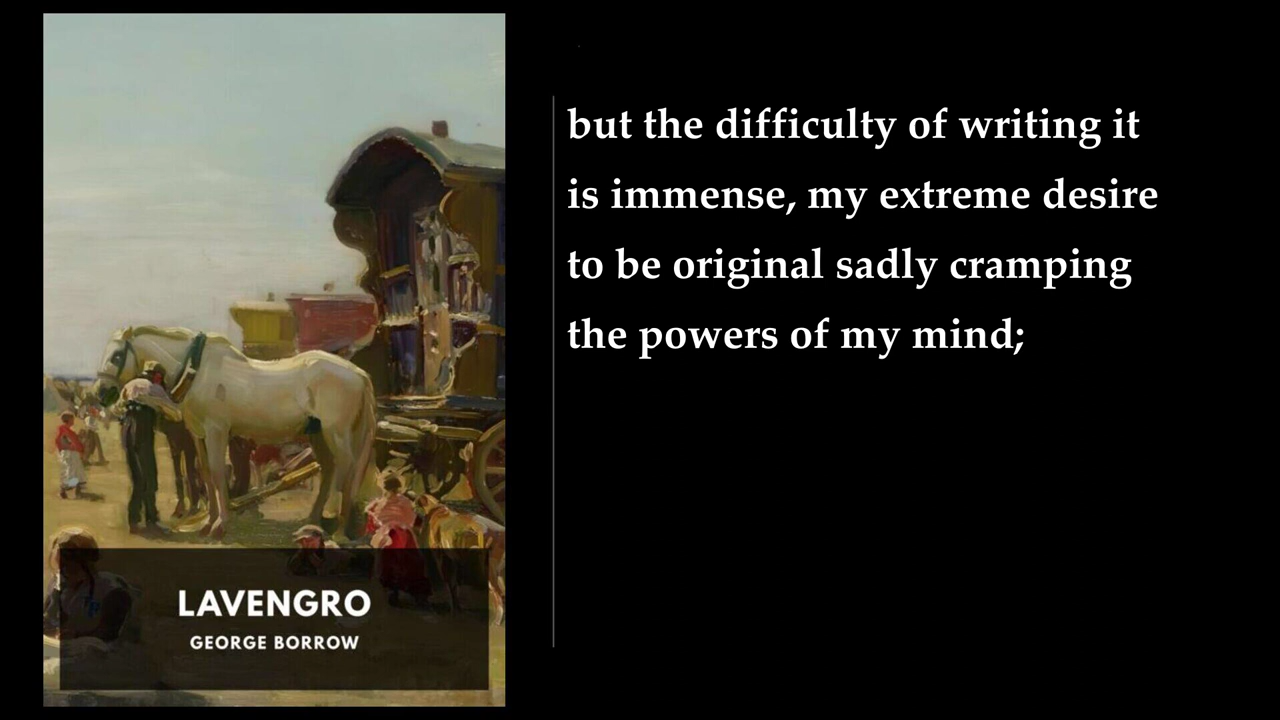 LAVENGRO
GEORGE BORROW
but the difficulty of writing it
is immense, my extreme desire
to be original sadly cramping
the powers of my mind;